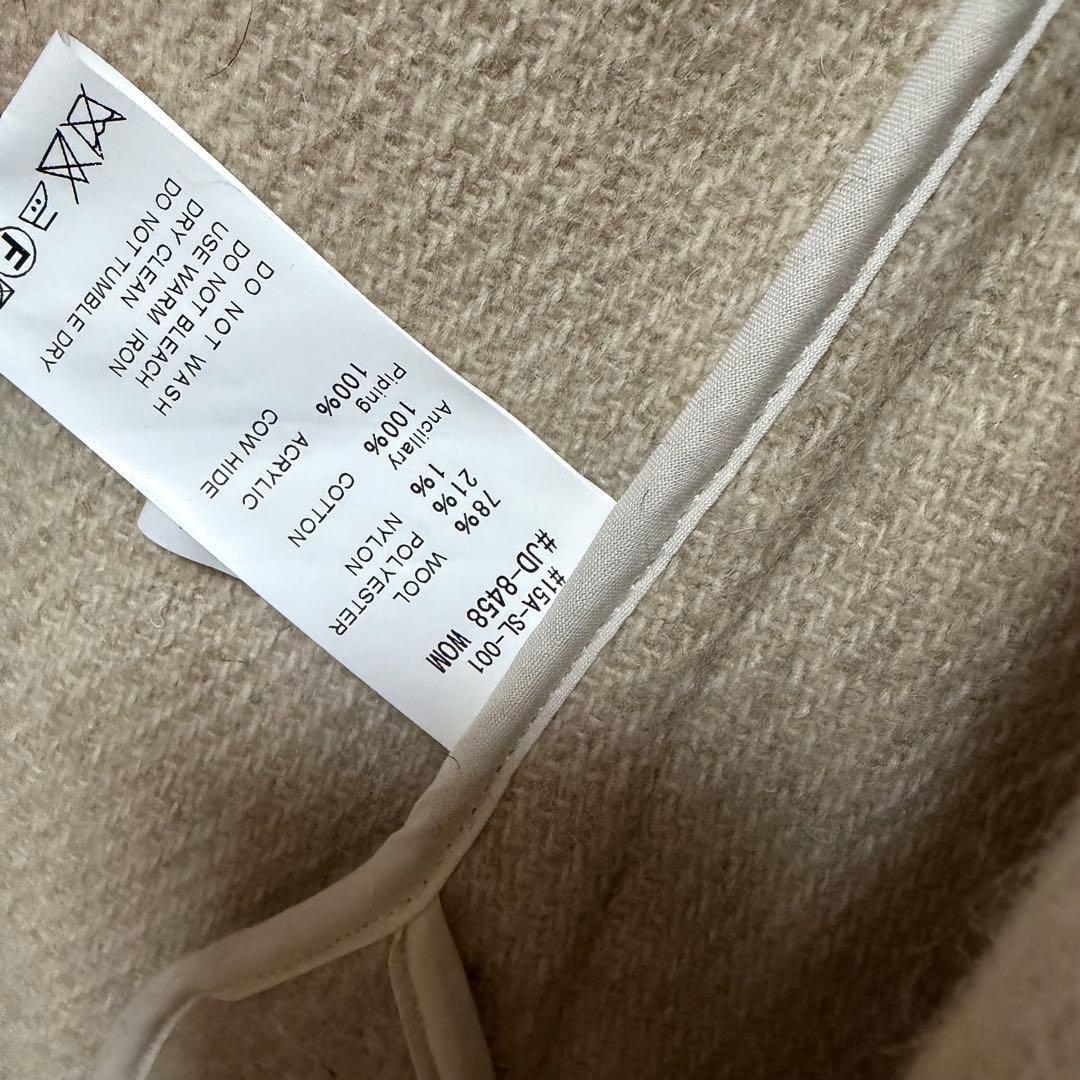 #15A-SL-001
#JD-8458 WOM
78% WOOL
21% POLYESTER
1% NYLON
Ancillary
100% COTTON
Piping
100% ACRYLIC
COW HIDE
DO NOT WASH
DO NOT BLEACH
USE WARM IRON
DRY CLEAN
DO NOT TUMBLE DRY
F